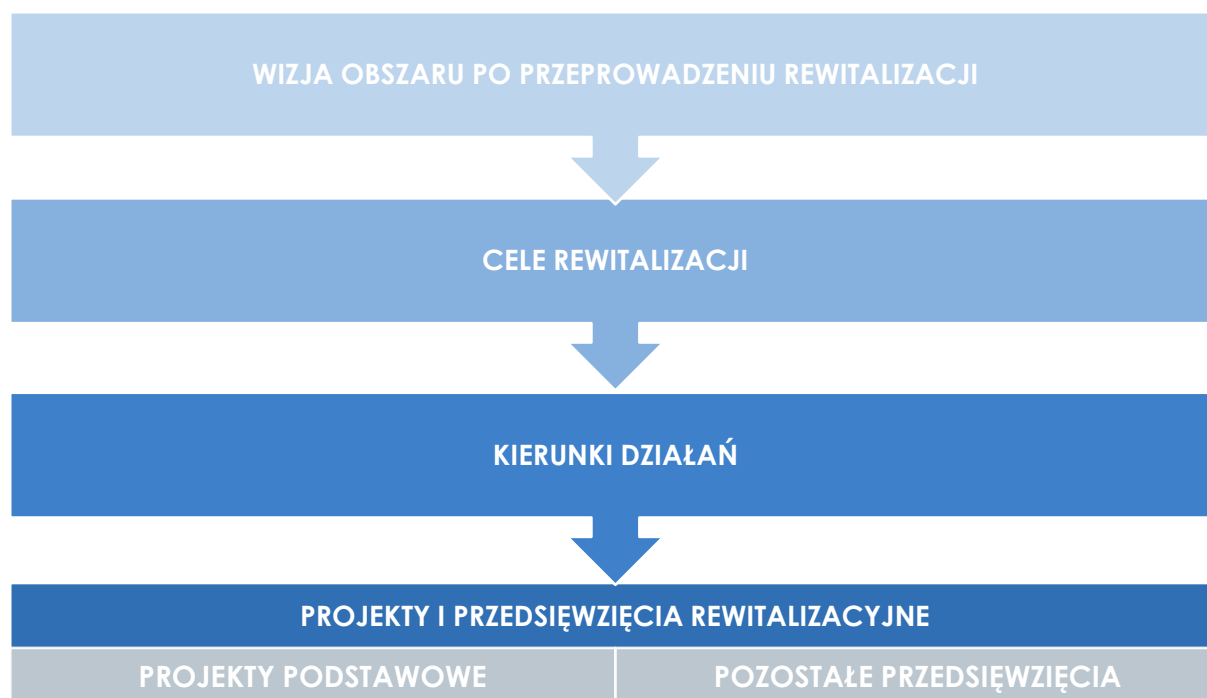 WIZJA OBSZARU PO PRZEPROWADZENIU REWITALIZACJI
CELE REWITALIZACJI
KIERUNKI DZIAŁAŃ
PROJEKTY I PRZEDSIĘWZIĘCIA REWITALIZACYJNE
PROJEKTY PODSTAWOWE
POZOSTAŁE PRZEDSIĘWZIĘCIA